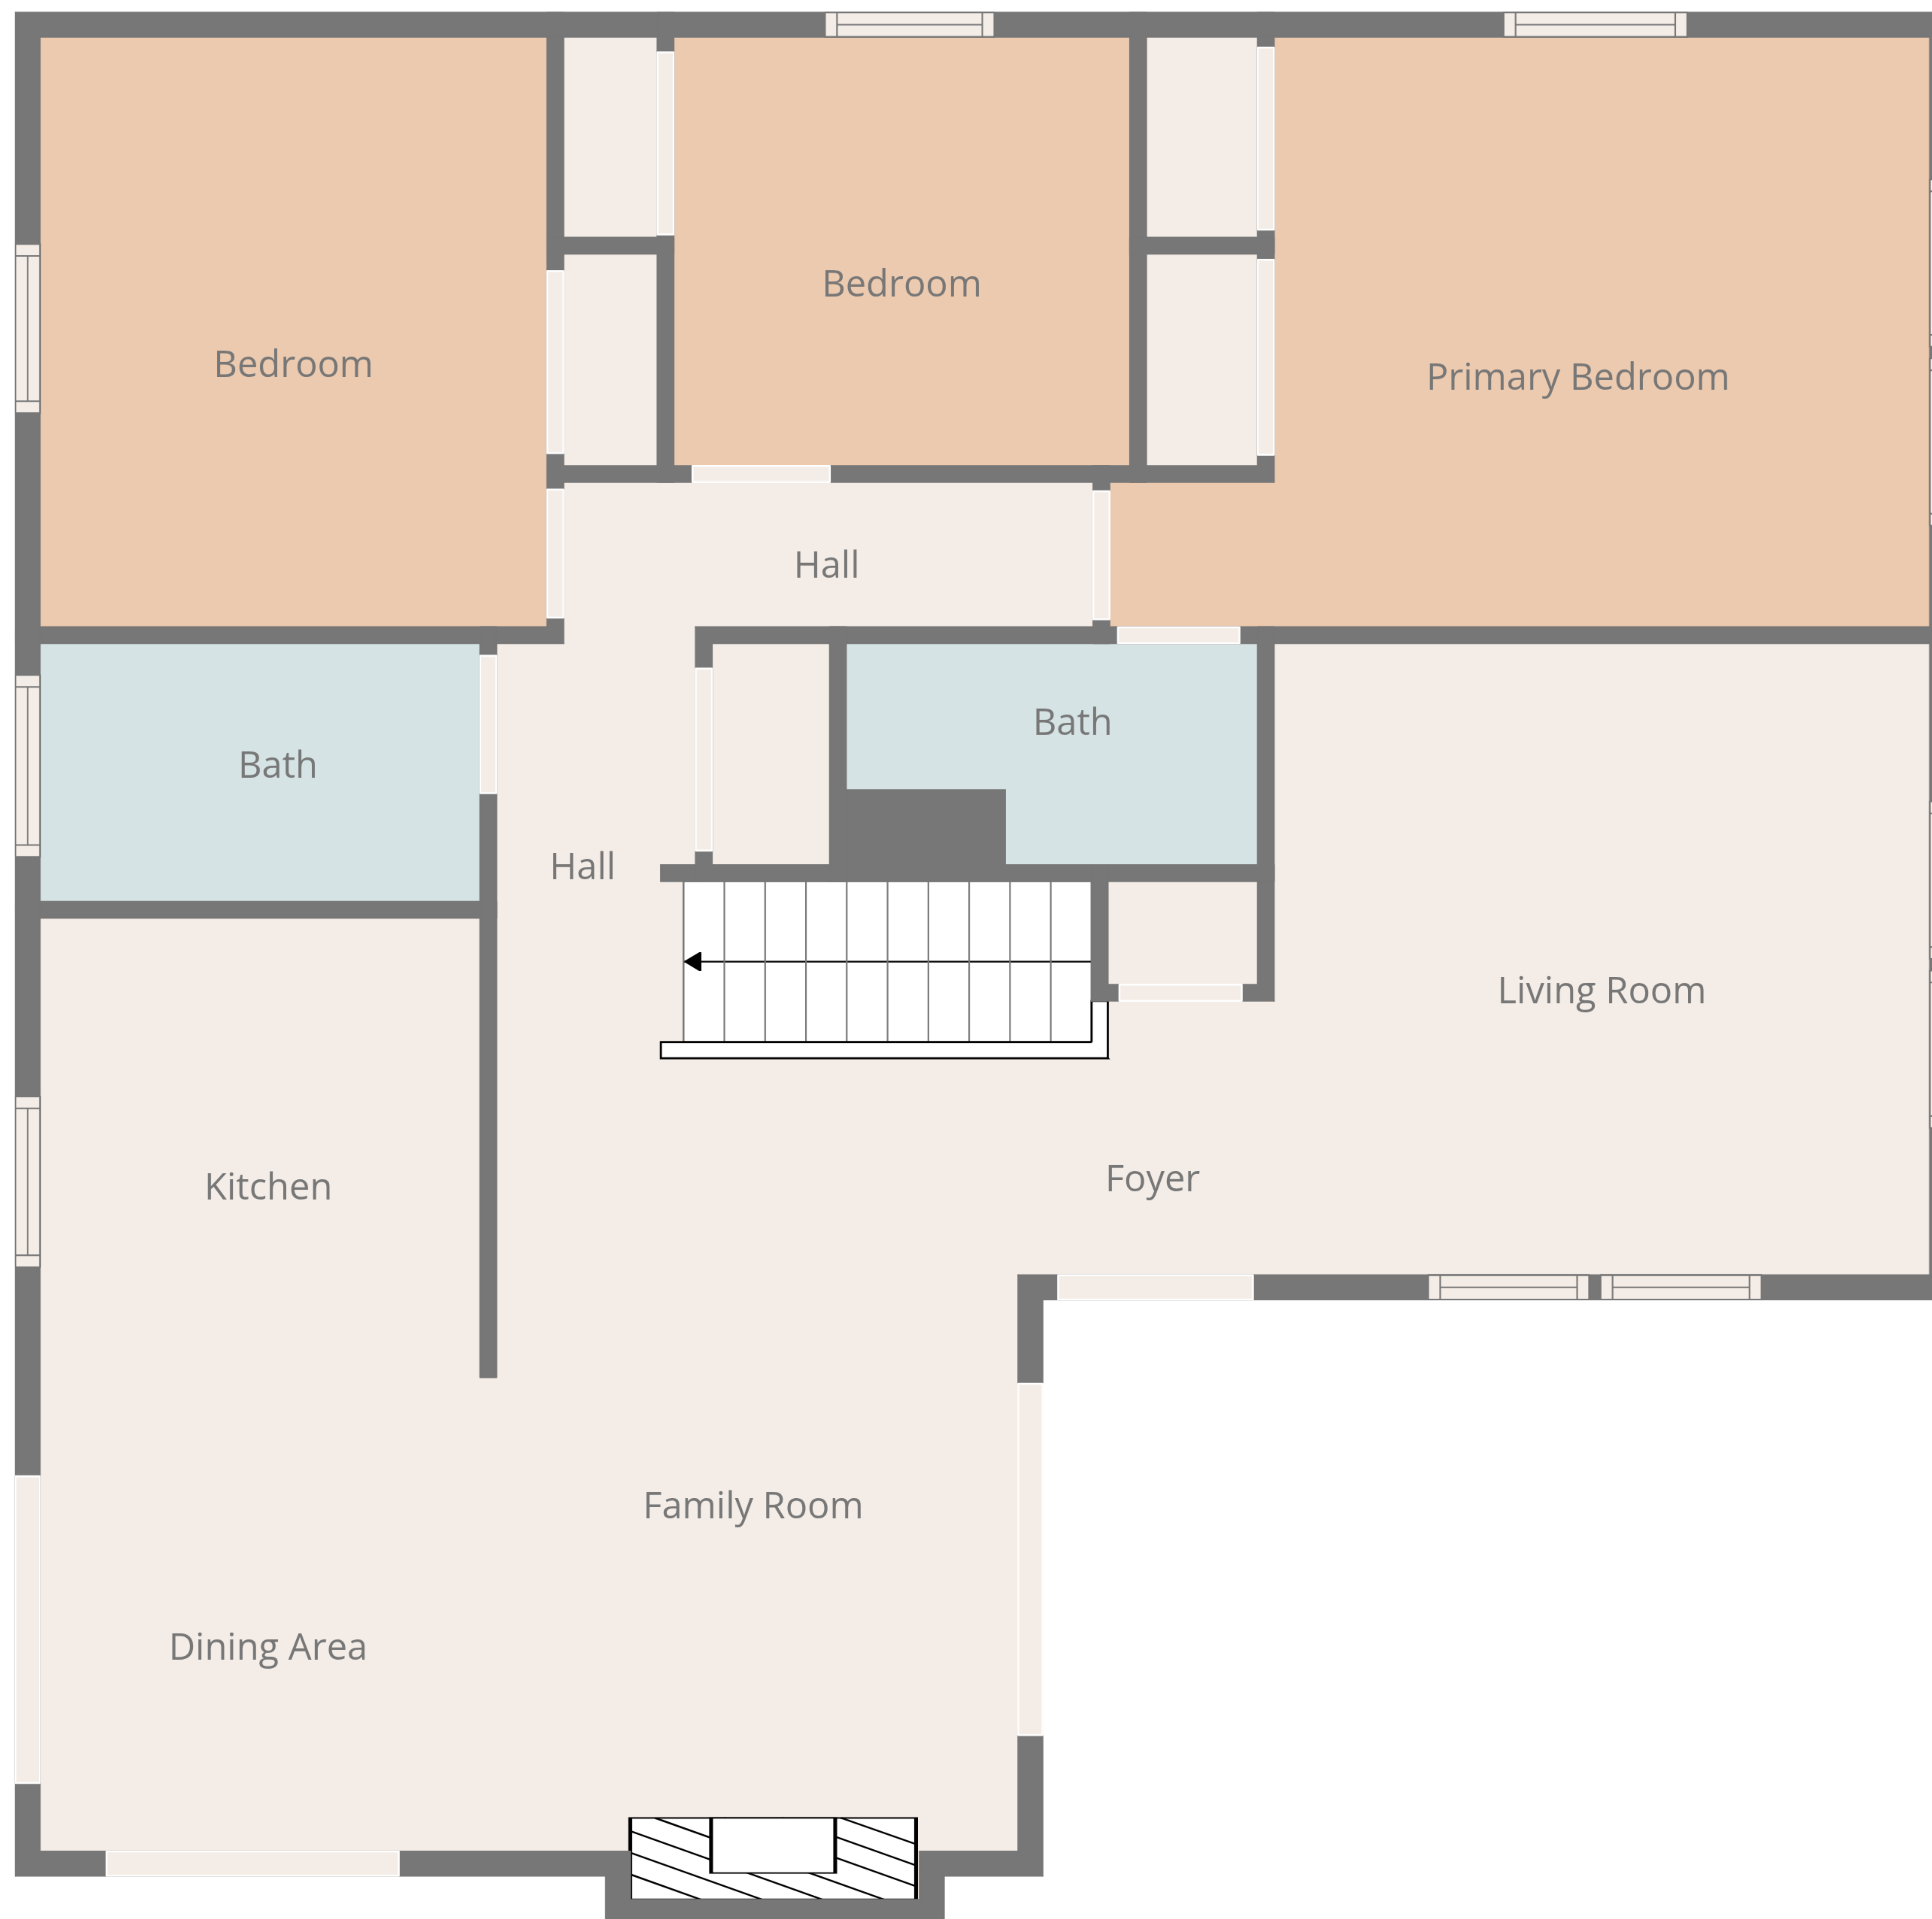 Bedroom
Bedroom
Primary Bedroom
Hall
Bath
Bath
Hall
Living Room
Kitchen
Foyer
Family Room
Dining Area